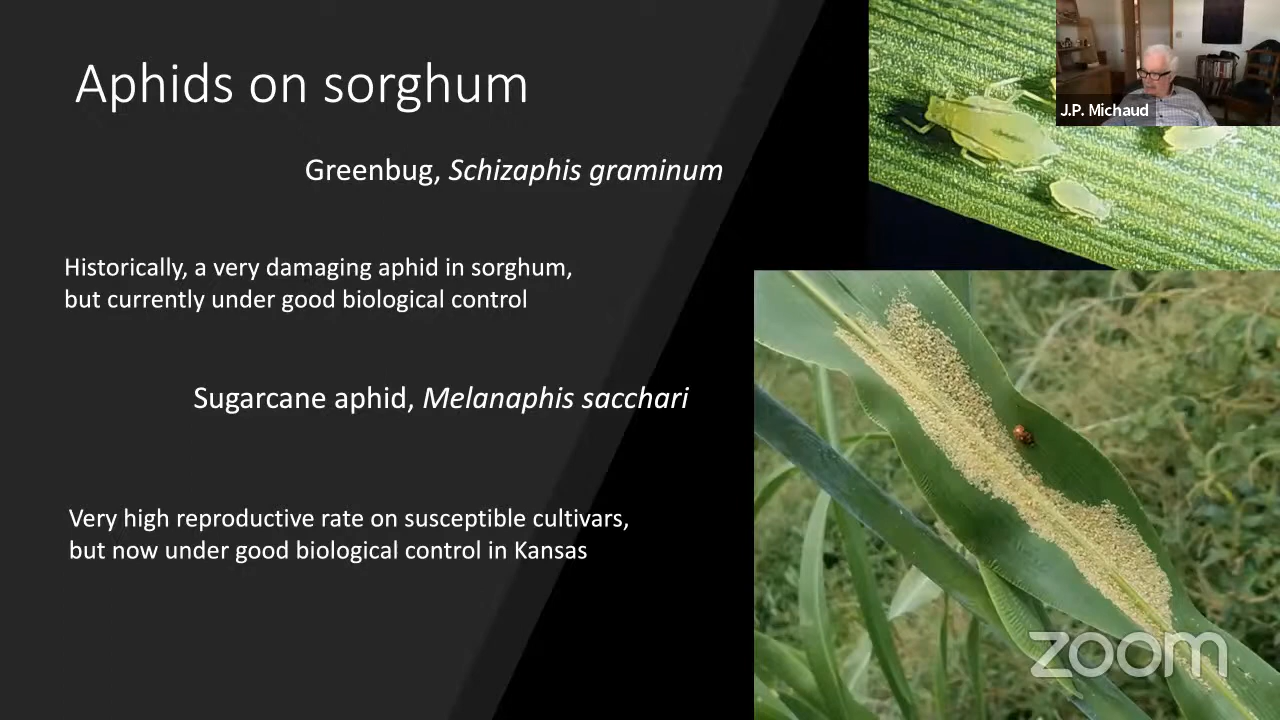 Aphids on sorghum
J.P. Michaud
Greenbug, Schizaphis graminum
Historically, a very damaging aphid in sorghum,
but currently under good biological control
Sugarcane aphid, Melanaphis sacchari
Very high reproductive rate on susceptible cultivars,
but now under good biological control in Kansas
zoom